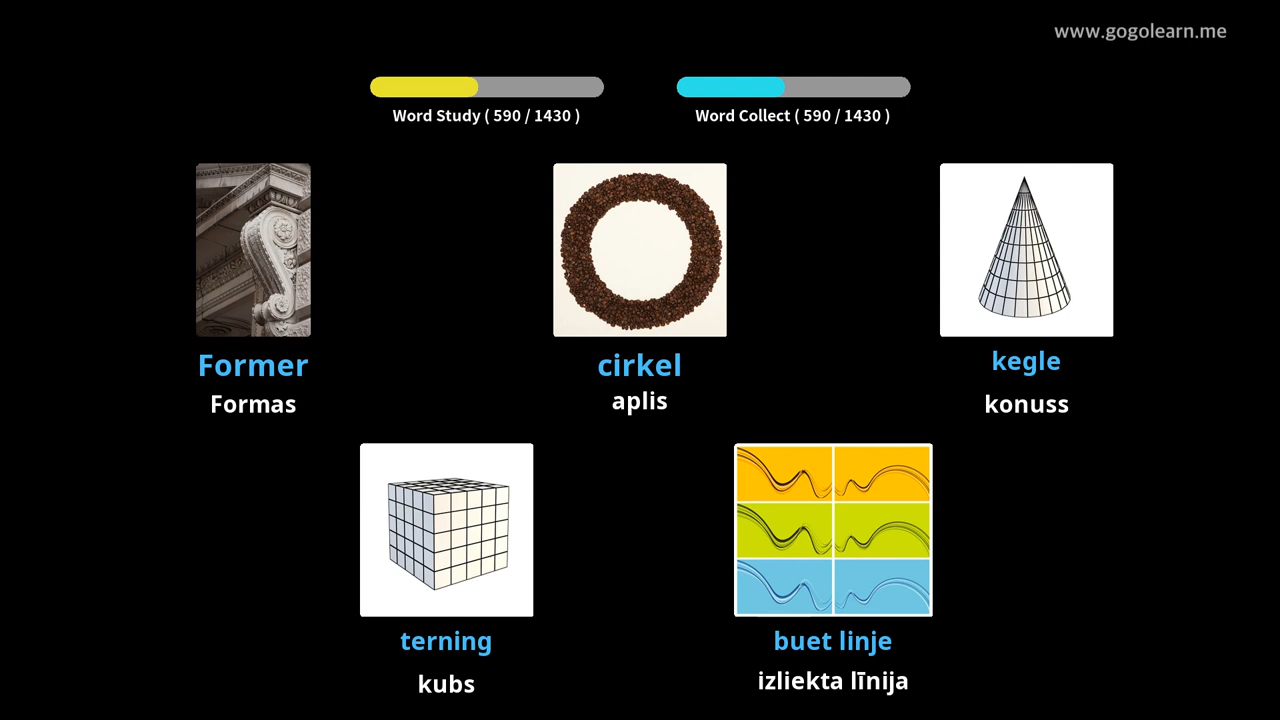 www.gogolearn.me
Word Study ( 590 / 1430 )
Word Collect ( 590 / 1430 )
Former
Formas
cirkel
aplis
kegle
konuss
terning
kubs
buet linje
izliekta līnija